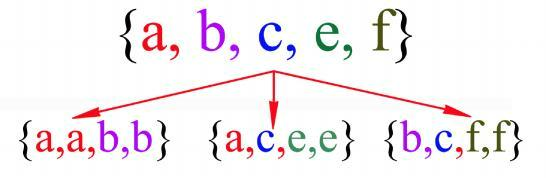 {a, b, c, e, f}
{a,a,b,b} {a,c,e,e} {b,c,f,f}